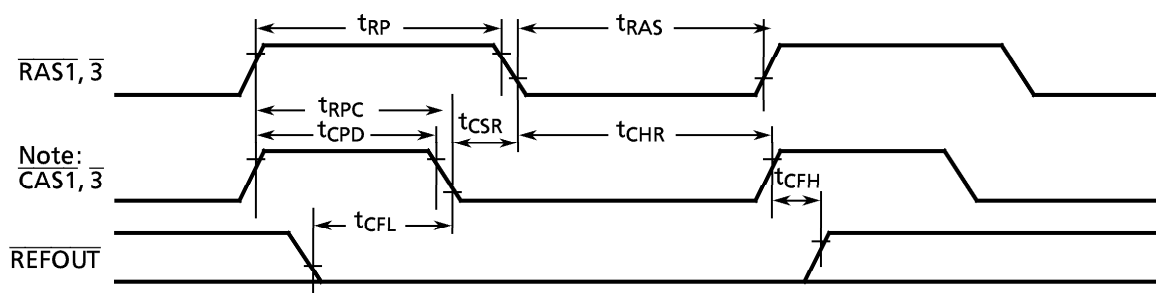 tRP
tRAS
RAS1, 3
tRPC
tCSR
tCPD
tCHR
Note:
CAS1, 3
tCFH
tCFL
REFOUT